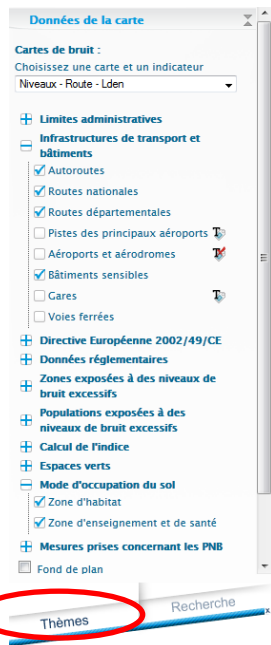 Données de la carte
Cartes de bruit :
Choisissez une carte et un indicateur
Niveaux - Route - Lden
Limites administratives
Infrastructures de transport et
bâtiments
Autoroutes
Routes nationales
Routes départementales
Pistes des principaux aéroports
Aéroports et aérodromes
Bâtiments sensibles
Gares
Voies ferrées
Directive Européenne 2002/49/CE
Données réglementaires
Zones exposées à des niveaux de
bruit excessifs
Populations exposées à des
niveaux de bruit excessifs
Calcul de l'indice
Espaces verts
Mode d'occupation du sol
Zone d'habitat
Zone d'enseignement et de santé
Mesures prises concernant les PNB
Fond de plan
Thèmes
Recherche
x